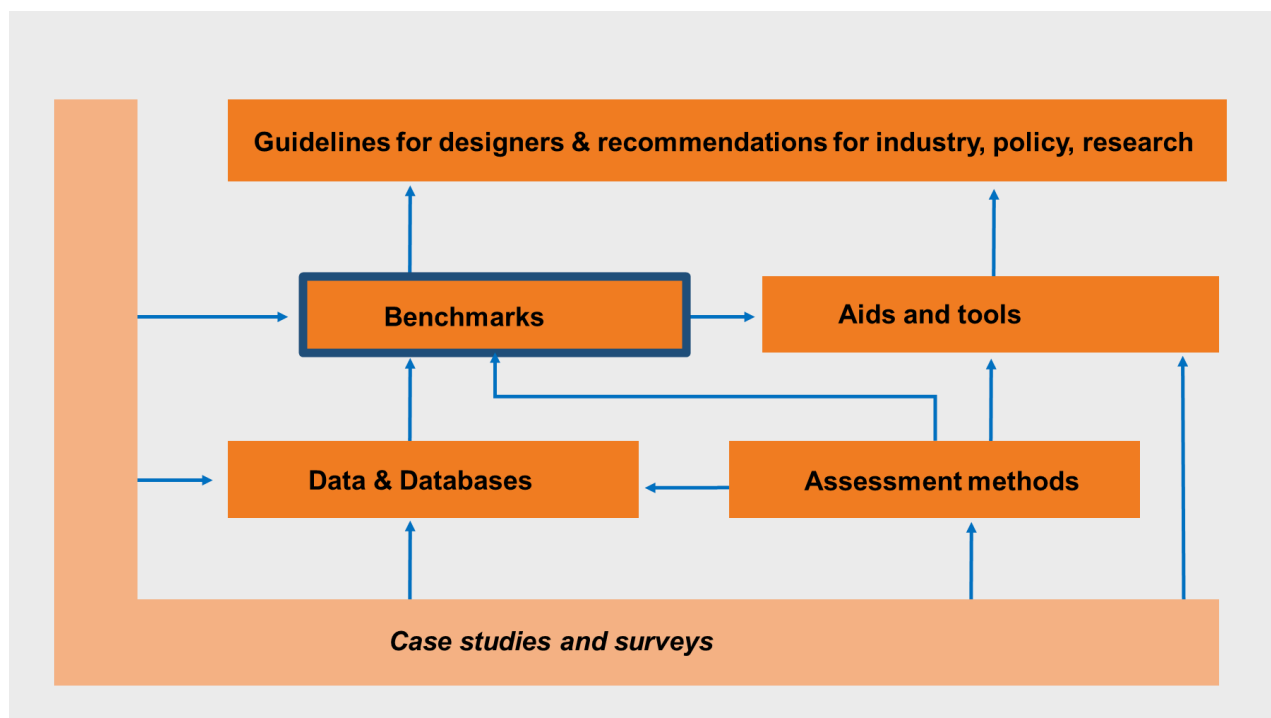 Guidelines for designers & recommendations for industry, policy, research
Benchmarks
Aids and tools
Data & Databases
Assessment methods
Case studies and surveys